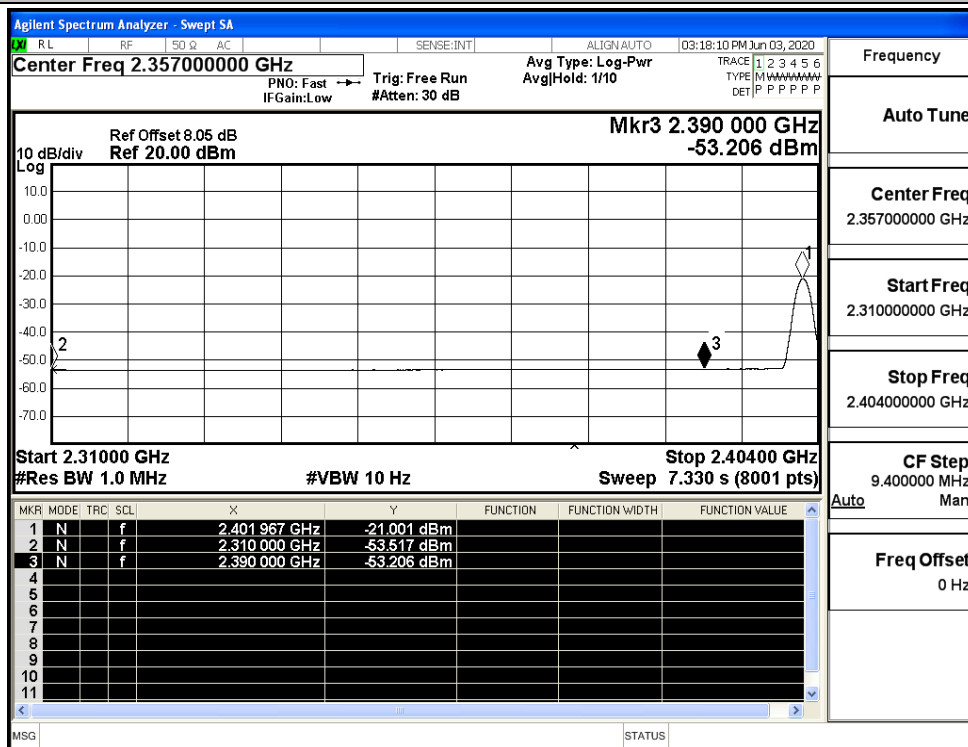 Agilent Spectrum Analyzer - Swept SA
LXI RL RF 50 Ω AC SENSE:INT ALIGN AUTO 03:18:10 PM Jun 03, 2020
Center Freq 2.357000000 GHz
PNO: Fast
IFGain:Low
Trig: Free Run
#Atten: 30 dB
Avg Type: Log-Pwr
Avg|Hold: 1/10
TRACE 1 2 3 4 5 6
TYPE M WWWWW
DET P P P P P P
Ref Offset 8.05 dB
10 dB/div Ref 20.00 dBm
Log
Mkr3 2.390 000 GHz
-53.206 dBm
10.0
0.00
-10.0
-20.0
-30.0
-40.0
-50.0
-60.0
-70.0
1
2
3
Start 2.31000 GHz Stop 2.40400 GHz
#Res BW 1.0 MHz #VBW 10 Hz Sweep 7.330 s (8001 pts)
MKR MODE TRC SCL X Y FUNCTION FUNCTION WIDTH FUNCTION VALUE
1 N f 2.401 967 GHz -21.001 dBm
2 N f 2.310 000 GHz -53.517 dBm
3 N f 2.390 000 GHz -53.206 dBm
4
5
6
7
8
9
10
11
MSG STATUS
Frequency
Auto Tune
Center Freq
2.357000000 GHz
Start Freq
2.310000000 GHz
Stop Freq
2.404000000 GHz
CF Step
9.400000 MHz
Auto Man
Freq Offset
0 Hz